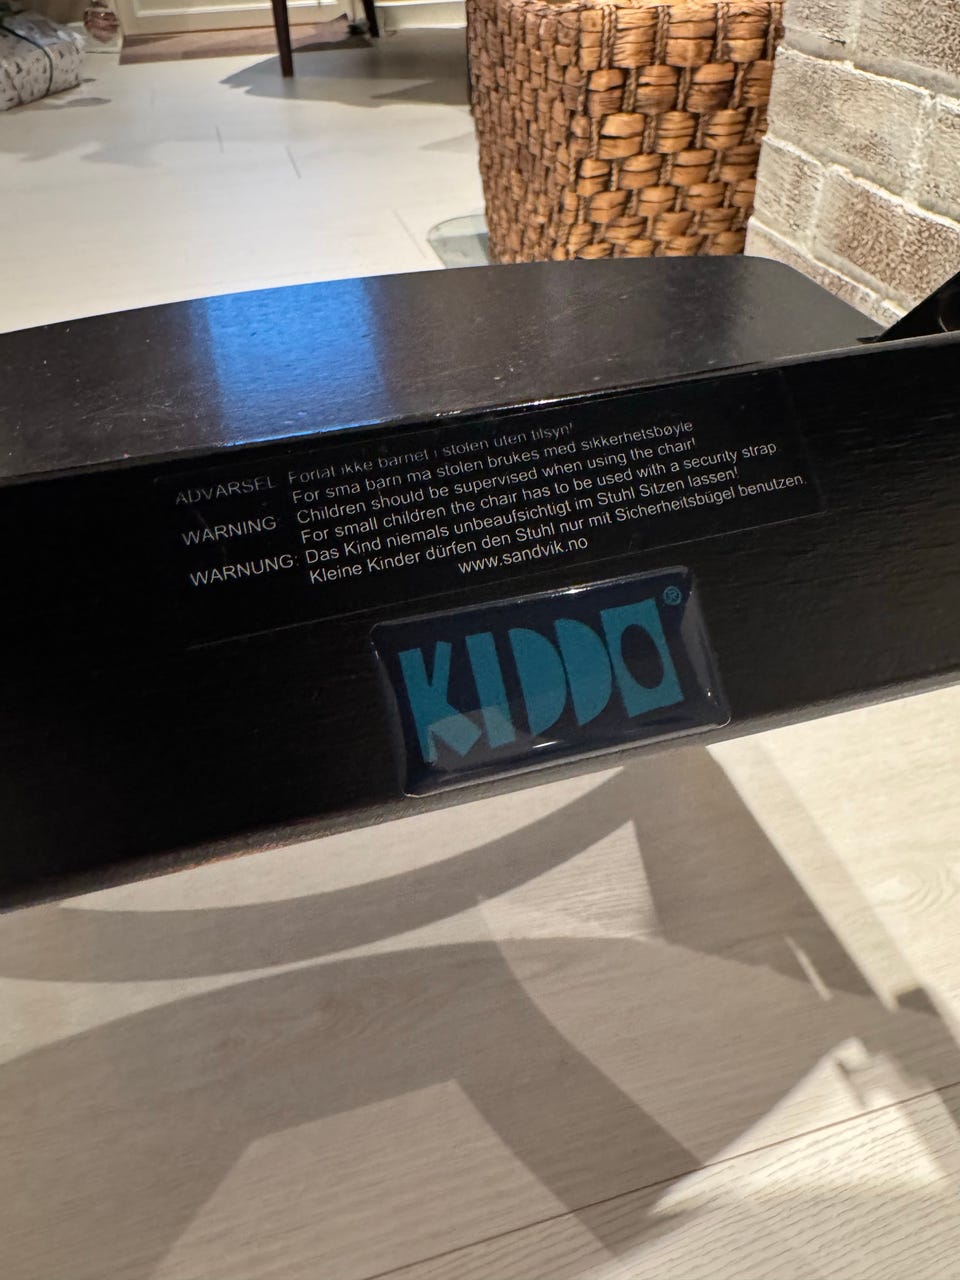 ADVARSEL Forlat ikke barnet i stolen uten tilsyn!
For sma barn ma stolen brukes med sikkerhetsbøyle
WARNING Children should be supervised when using the chair!
For small children the chair has to be used with a security strap
WARNUNG: Das Kind niemals unbeaufsichtigt im Stuhl Sitzen lassen!
Kleine Kinder dürfen den Stuhl nur mit Sicherheitsbügel benutzen.
www.sandvik.no
KIDDO®